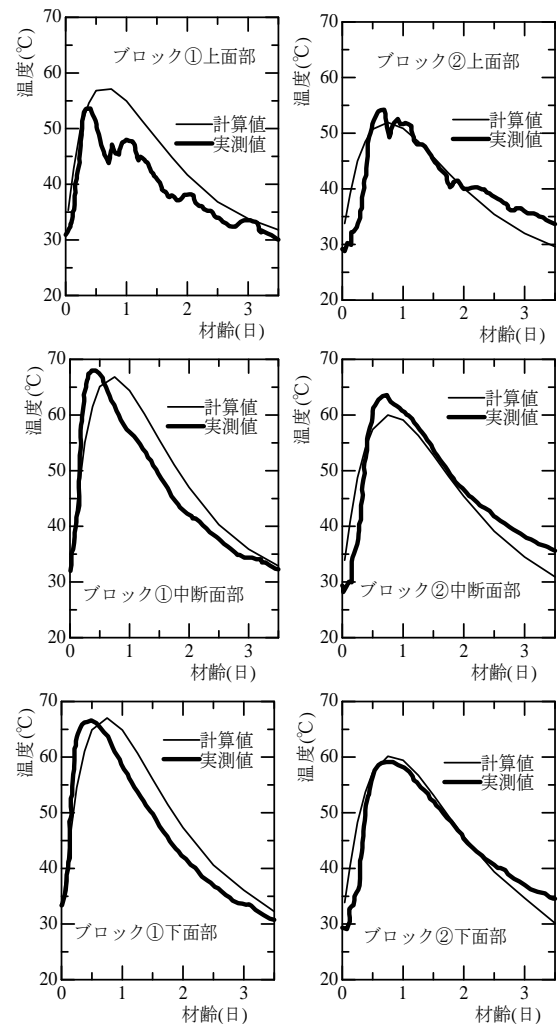 ブロック①上面部
計算値
実測値
温度(℃)
70
60
50
40
30
20
0
1
2
3
材齢(日)
ブロック②上面部
計算値
実測値
温度(℃)
70
60
50
40
30
20
0
1
2
3
材齢(日)
温度(℃)
70
60
50
40
30
20
計算値
実測値
ブロック①中断面部
0
1
2
3
材齢(日)
温度(℃)
70
60
50
40
30
20
計算値
実測値
ブロック②中断面部
0
1
2
3
材齢(日)
温度(℃)
70
60
50
40
30
20
計算値
実測値
ブロック①下面部
0
1
2
3
材齢(日)
温度(℃)
70
60
50
40
30
20
計算値
実測値
ブロック②下面部
0
1
2
3
材齢(日)